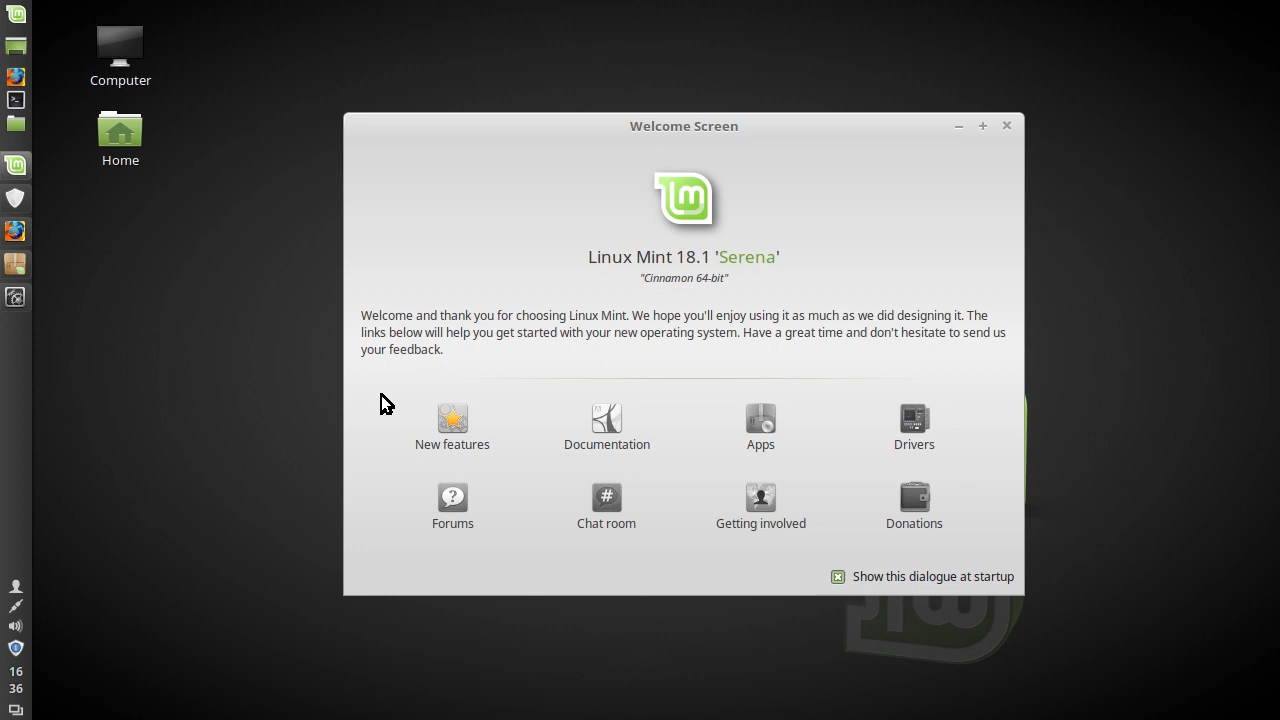 Computer
Home
Welcome Screen
Linux Mint 18.1 'Serena'
"Cinnamon 64-bit"
Welcome and thank you for choosing Linux Mint. We hope you'll enjoy using it as much as we did designing it. The
links below will help you get started with your new operating system. Have a great time and don't hesitate to send us
your feedback.
New features
Documentation
Apps
Drivers
Forums
Chat room
Getting involved
Donations
Show this dialogue at startup
16
36